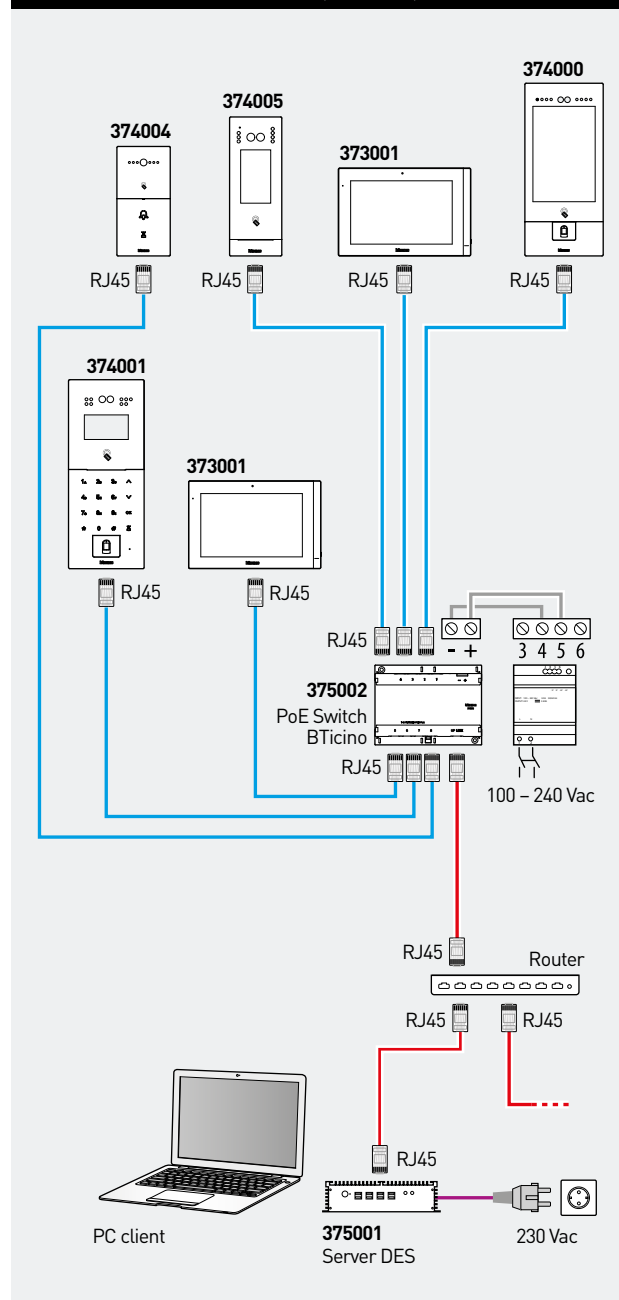 374000
374005
374004
373001
RJ45
RJ45
RJ45
RJ45
374001
373001
RJ45
RJ45
RJ45
- +
3 4 5 6
375002
PoE Switch
BTicino
RJ45
100 – 240 Vac
RJ45
Router
RJ45
RJ45
RJ45
PC client
375001
Server DES
230 Vac